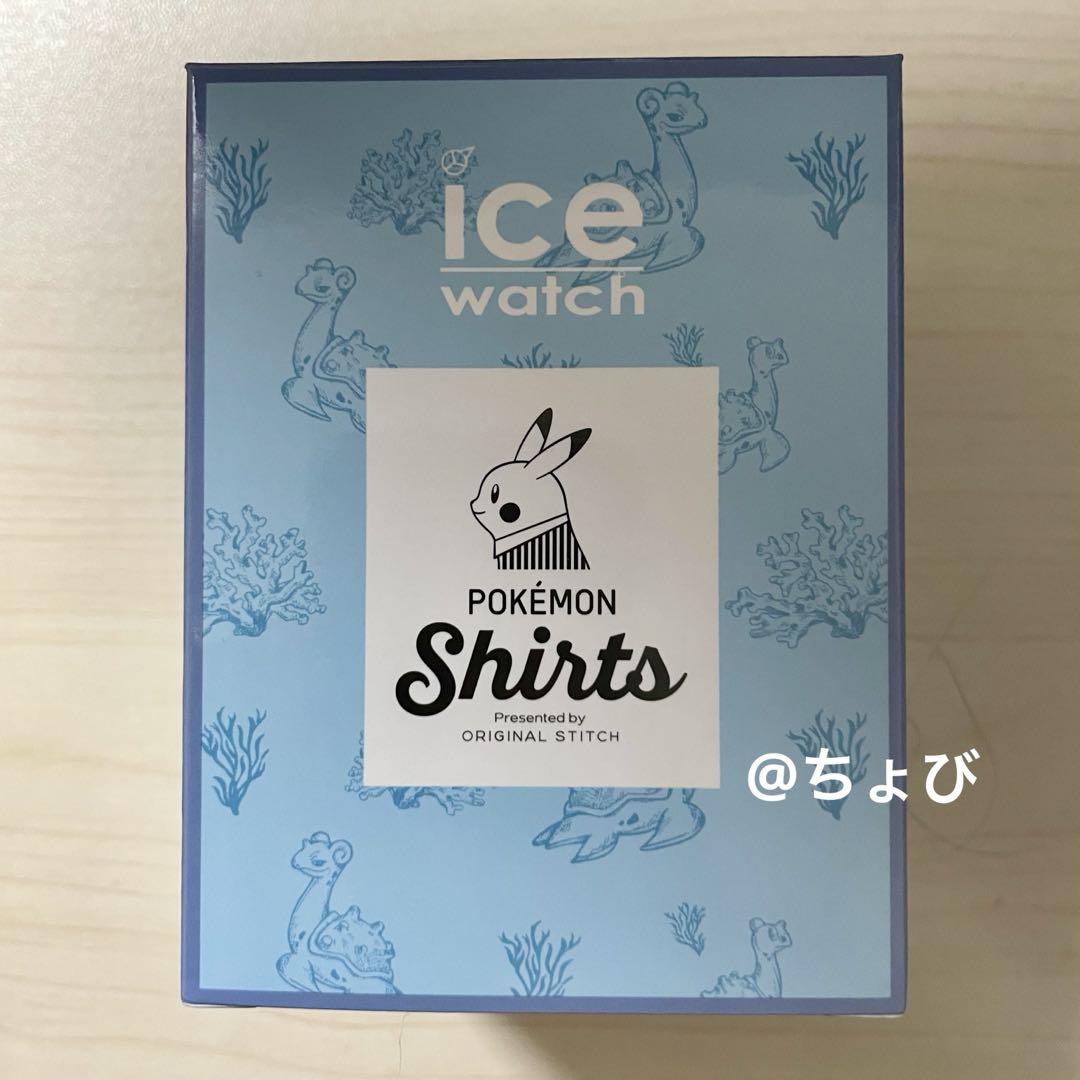 ice
watch
POKÉMON
Shirts
Presented by
ORIGINAL STITCH
@ちょび